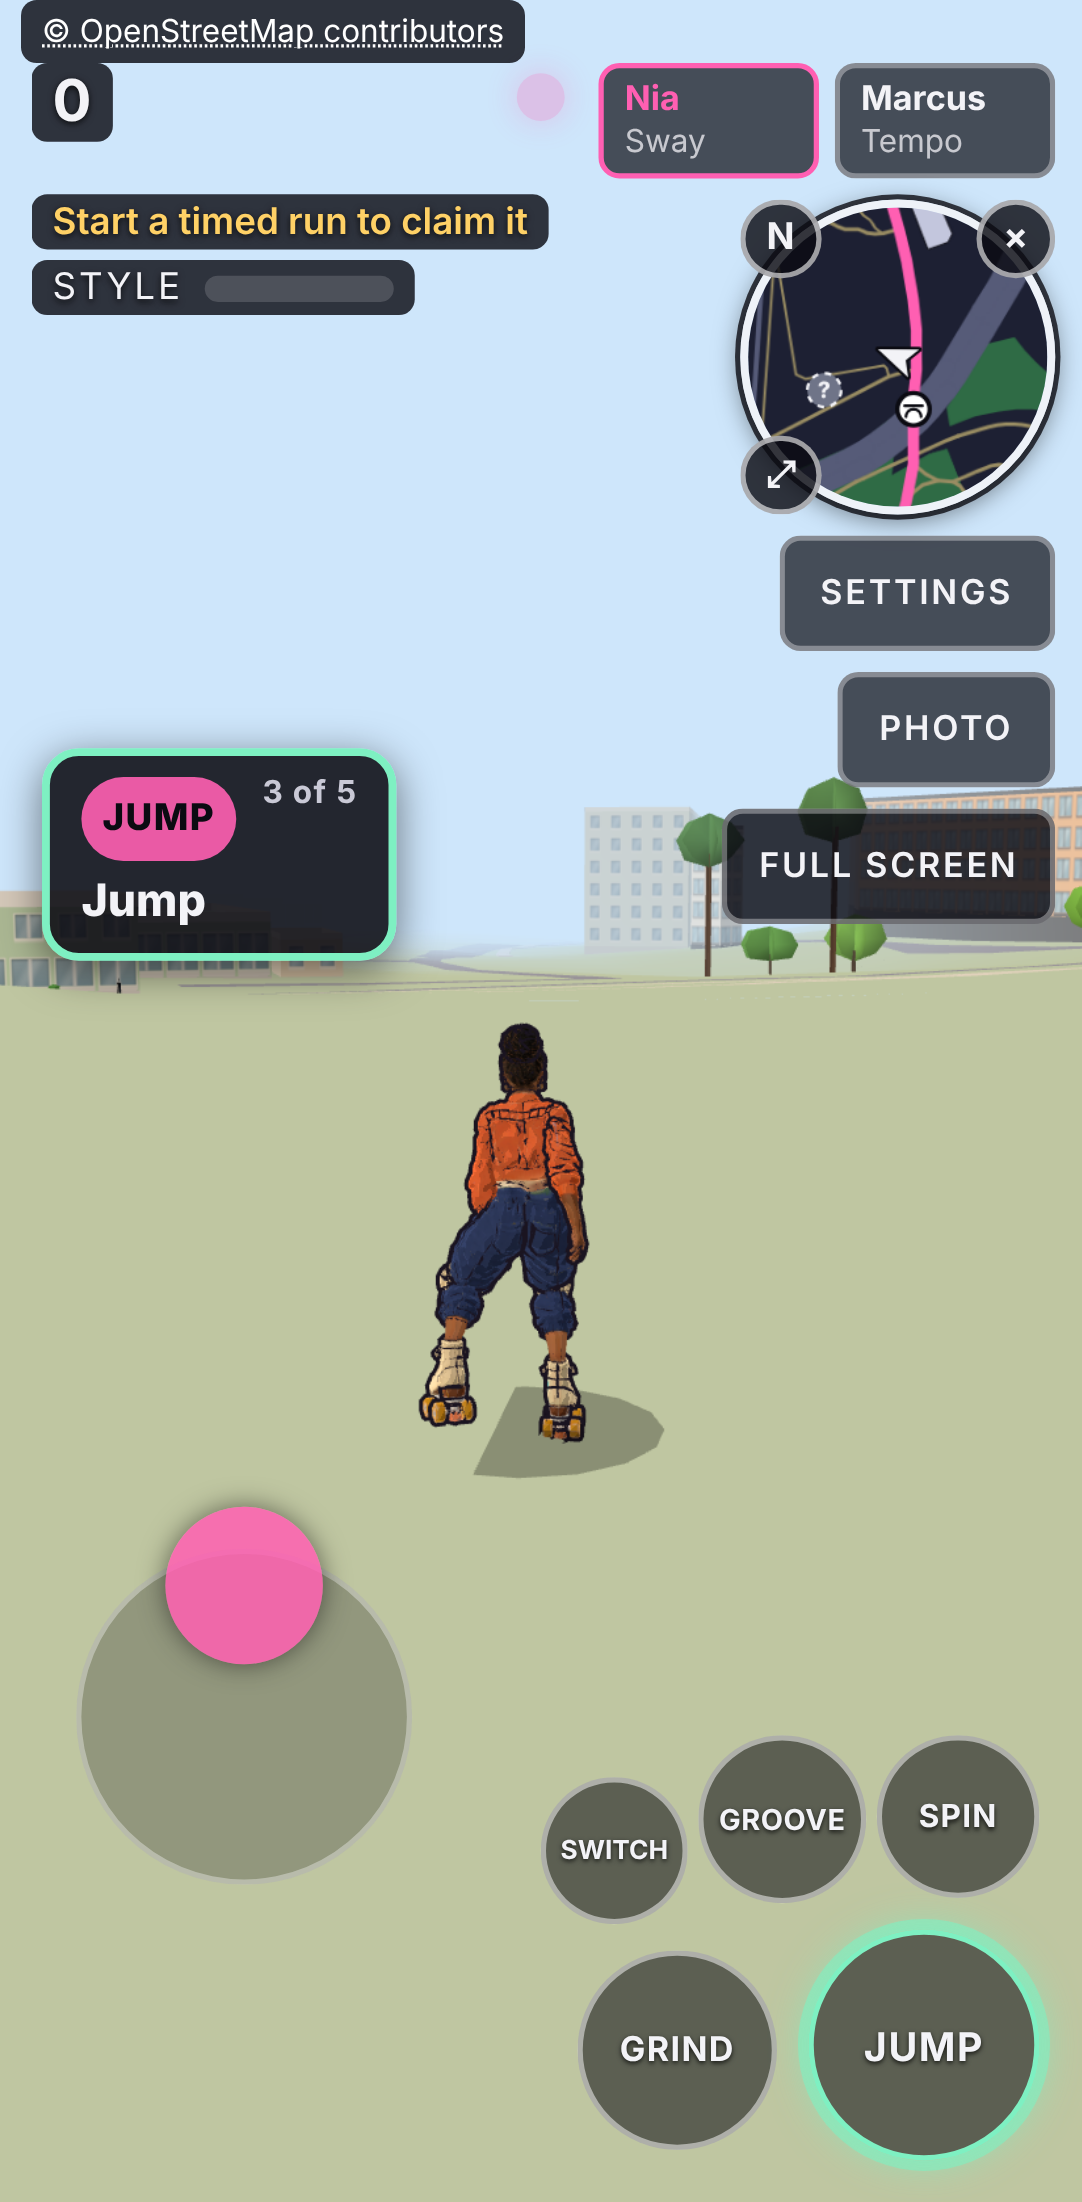 © OpenStreetMap contributors
0
Nia
Sway
Marcus
Tempo
Start a timed run to claim it
STYLE
N
×
?
SETTINGS
PHOTO
FULL SCREEN
JUMP
3 of 5
Jump
SWITCH
GROOVE
SPIN
GRIND
JUMP